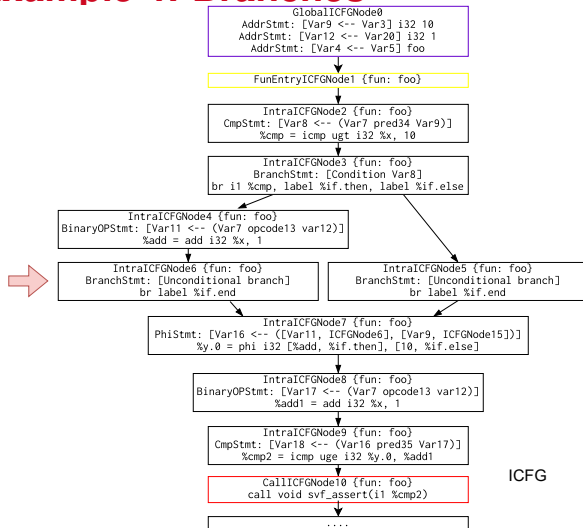 GlobalICFGNode0
AddrStmt: [Var9 <-- Var3] i32 10
AddrStmt: [Var12 <-- Var20] i32 1
AddrStmt: [Var4 <-- Var5] foo
FunEntryICFGNode1 {fun: foo}
IntraICFGNode2 {fun: foo}
CmpStmt: [Var8 <-- (Var7 pred34 Var9)]
%cmp = icmp ugt i32 %x, 10
IntraICFGNode3 {fun: foo}
BranchStmt: [Condition Var8]
br i1 %cmp, label %if.then, label %if.else
IntraICFGNode4 {fun: foo}
BinaryOPStmt: [Var11 <-- (Var7 opcode13 var12)]
%add = add i32 %x, 1
IntraICFGNode6 {fun: foo}
BranchStmt: [Unconditional branch]
br label %if.end
IntraICFGNode5 {fun: foo}
BranchStmt: [Unconditional branch]
br label %if.end
IntraICFGNode7 {fun: foo}
PhiStmt: [Var16 <-- ([Var11, ICFGNode6], [Var9, ICFGNode15])]
%y.0 = phi i32 [%add, %if.then], [10, %if.else]
IntraICFGNode8 {fun: foo}
BinaryOPStmt: [Var17 <-- (Var7 opcode13 var12)]
%add1 = add i32 %x, 1
IntraICFGNode9 {fun: foo}
CmpStmt: [Var18 <-- (Var16 pred35 Var17)]
%cmp2 = icmp uge i32 %y.0, %add1
ICFG
CallICFGNode10 {fun: foo}
call void svf_assert(i1 %cmp2)
....